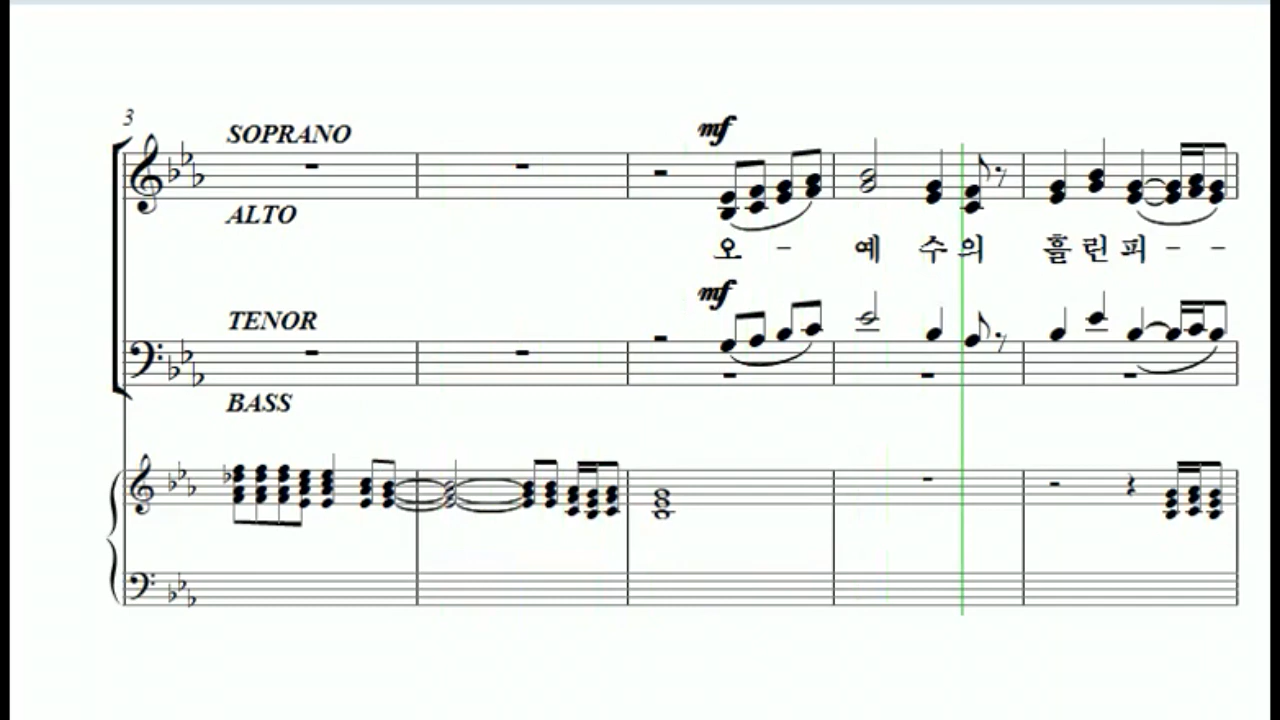 3
SOPRANO
mf
ALTO
오 - 예 수 의 흘 린 피 - -
mf
TENOR
BASS